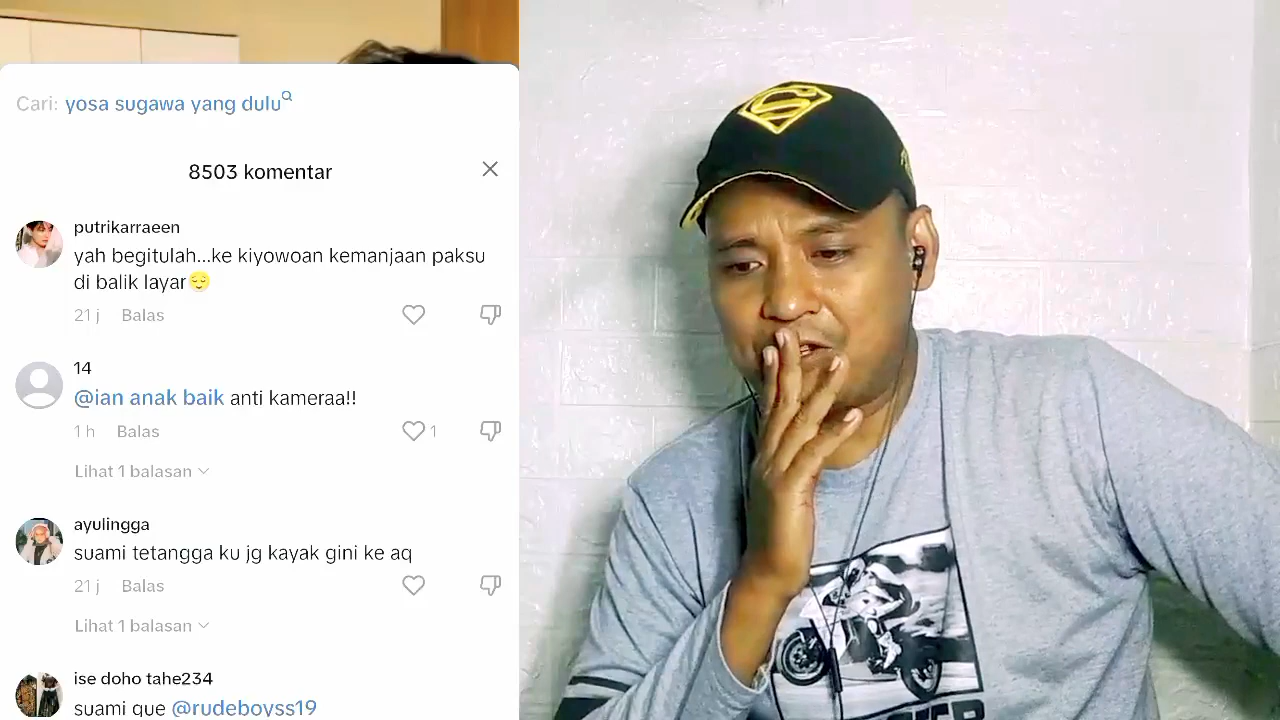 Cari: yosa sugawa yang dulu
8503 komentar
putrikarraeen
yah begitulah...ke kiyowoan kemanjaan paksu
di balik layar😌
21 j Balas
14
@ian anak baik anti kameraa!!
1 h Balas
1
Lihat 1 balasan
ayulingga
suami tetangga ku jg kayak gini ke aq
21 j Balas
Lihat 1 balasan
ise doho tahe234
suami gue @rudeboyss19
S